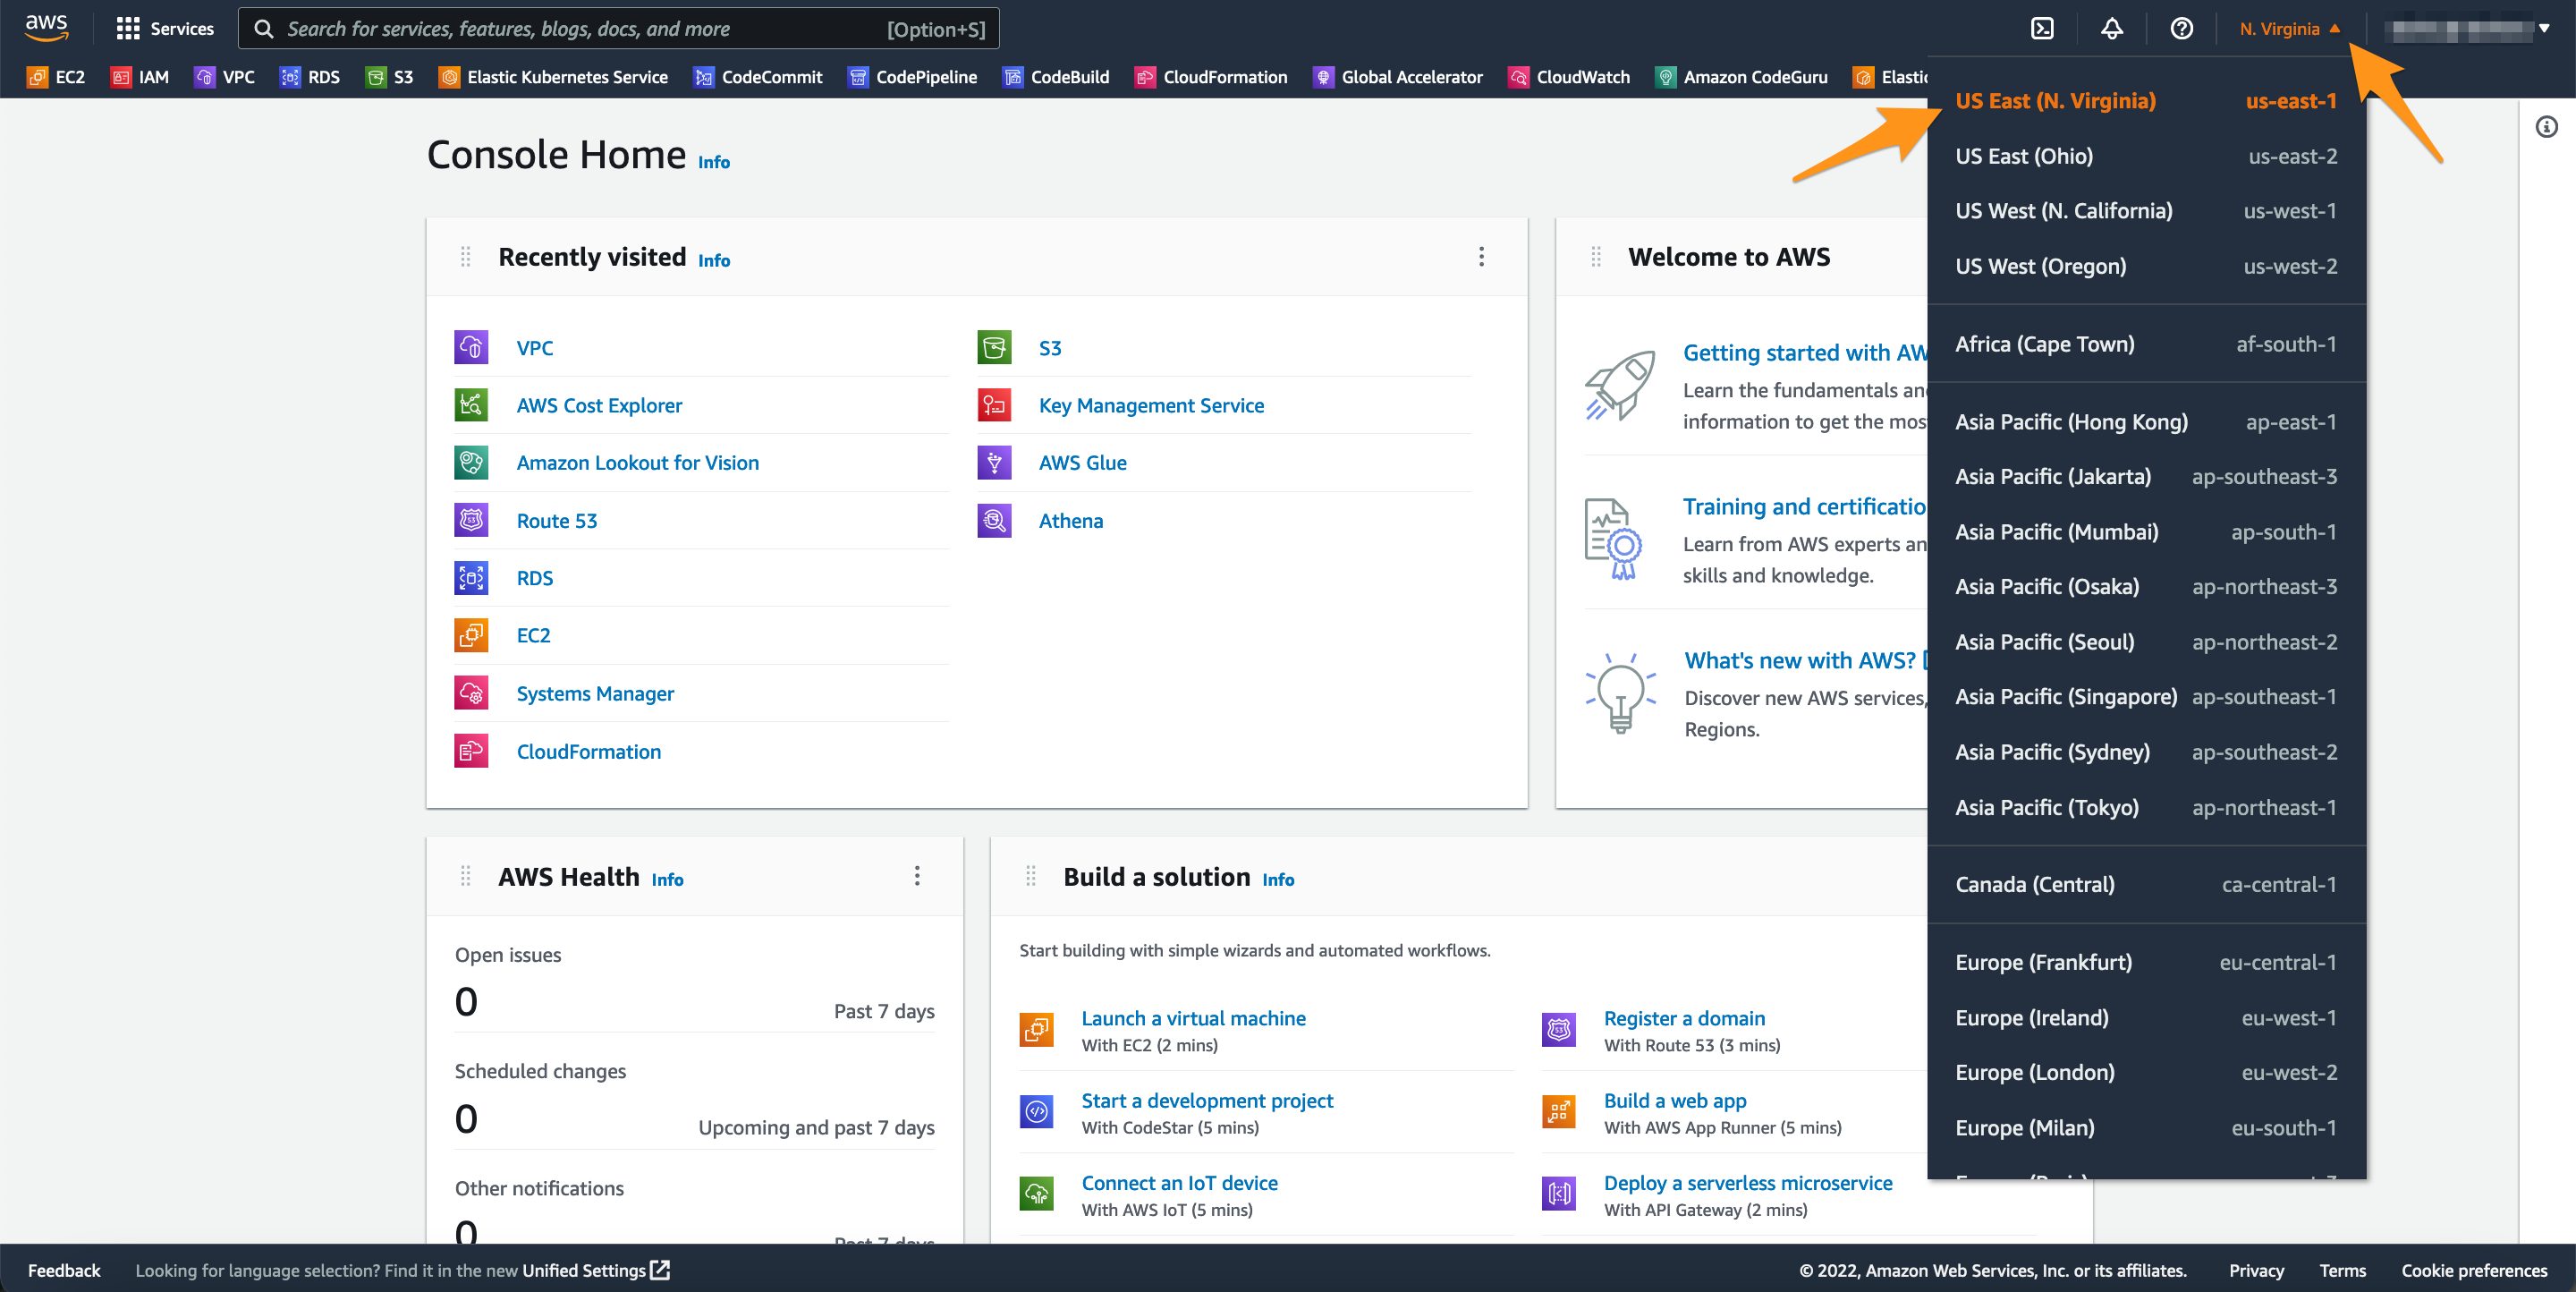 aws
Services
Search for services, features, blogs, docs, and more [Option+S]
N. Virginia
EC2 IAM VPC RDS S3 Elastic Kubernetes Service CodeCommit CodePipeline CodeBuild CloudFormation Global Accelerator CloudWatch Amazon CodeGuru Elastic
Console Home Info
Recently visited Info
VPC
AWS Cost Explorer
Amazon Lookout for Vision
Route 53
RDS
EC2
Systems Manager
CloudFormation
S3
Key Management Service
AWS Glue
Athena
Welcome to AWS
Getting started with AW
Learn the fundamentals an
information to get the mos
Training and certificatio
Learn from AWS experts an
skills and knowledge.
What's new with AWS?
Discover new AWS services,
Regions.
US East (N. Virginia) us-east-1
US East (Ohio) us-east-2
US West (N. California) us-west-1
US West (Oregon) us-west-2
Africa (Cape Town) af-south-1
Asia Pacific (Hong Kong) ap-east-1
Asia Pacific (Jakarta) ap-southeast-3
Asia Pacific (Mumbai) ap-south-1
Asia Pacific (Osaka) ap-northeast-3
Asia Pacific (Seoul) ap-northeast-2
Asia Pacific (Singapore) ap-southeast-1
Asia Pacific (Sydney) ap-southeast-2
Asia Pacific (Tokyo) ap-northeast-1
Canada (Central) ca-central-1
Europe (Frankfurt) eu-central-1
Europe (Ireland) eu-west-1
Europe (London) eu-west-2
Europe (Milan) eu-south-1
AWS Health Info
Open issues
0
Past 7 days
Scheduled changes
0
Upcoming and past 7 days
Other notifications
0
Past 7 days
Build a solution Info
Start building with simple wizards and automated workflows.
Launch a virtual machine
With EC2 (2 mins)
Start a development project
With CodeStar (5 mins)
Connect an IoT device
With AWS IoT (5 mins)
Register a domain
With Route 53 (3 mins)
Build a web app
With AWS App Runner (5 mins)
Deploy a serverless microservice
With API Gateway (2 mins)
Feedback
Looking for language selection? Find it in the new Unified Settings
© 2022, Amazon Web Services, Inc. or its affiliates.
Privacy
Terms
Cookie preferences